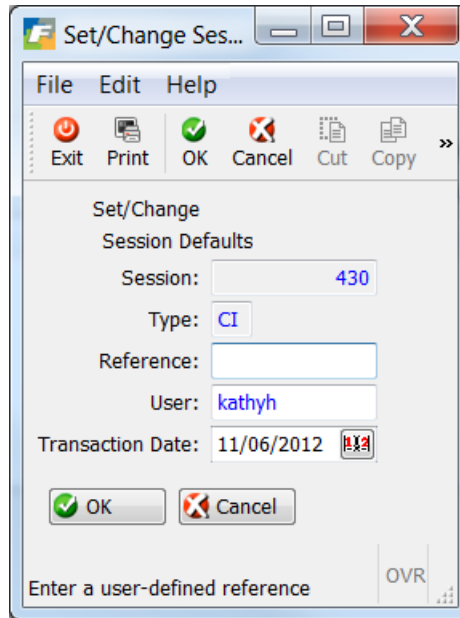 Set/Change Ses...
File Edit Help
Exit Print OK Cancel Cut Copy »
Set/Change
Session Defaults
Session: 430
Type: CI
Reference:
User: kathyh
Transaction Date: 11/06/2012
OK Cancel
Enter a user-defined reference OVR